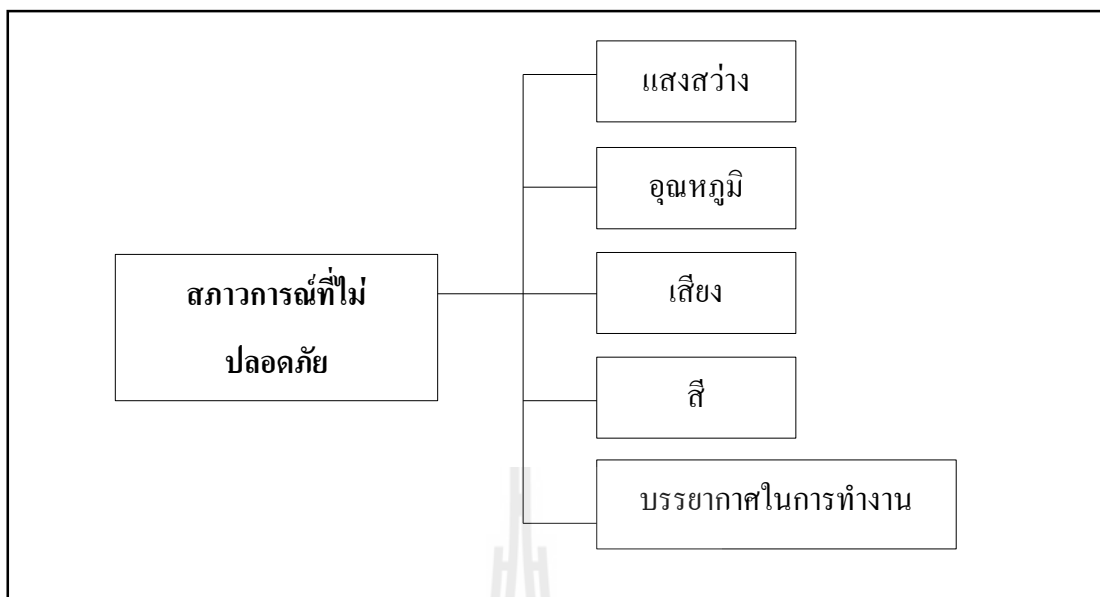 แสงสว่าง
อุณหภูมิ
สภาวการณ์ที่ไม่
ปลอดภัย
เสียง
สี
บรรยากาศในการทำงาน